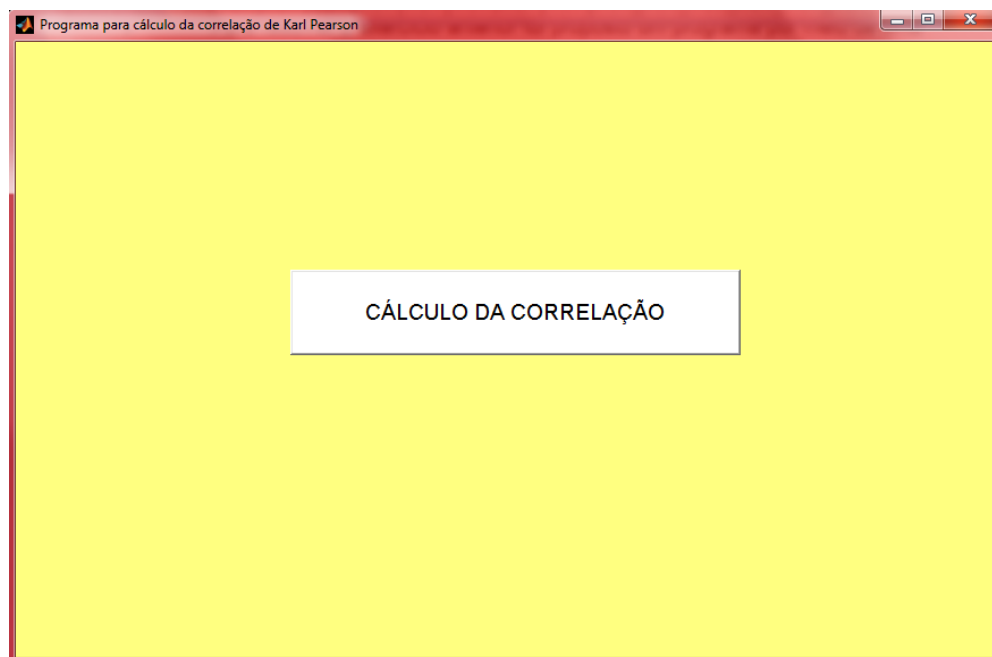 Programa para cálculo da correlação de Karl Pearson
CÁLCULO DA CORRELAÇÃO